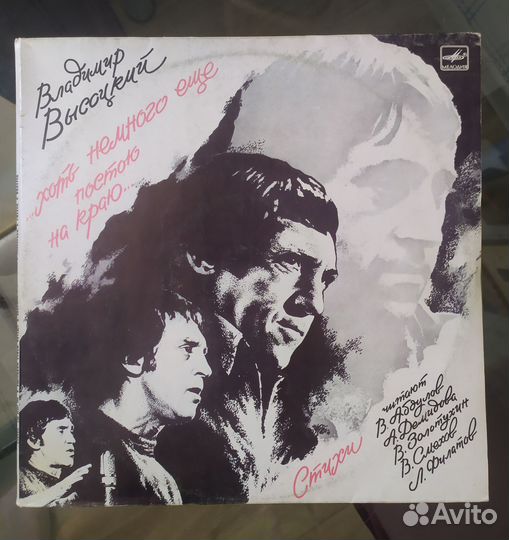 Владимир
Высоцкий
...хоть немного еще
постою
на краю...
МЕЛОДИЯ
читают
В. Абдулов
А. Демидова
В. Золотухин
В. Смехов
Л. Филатов
Стихи
Avito